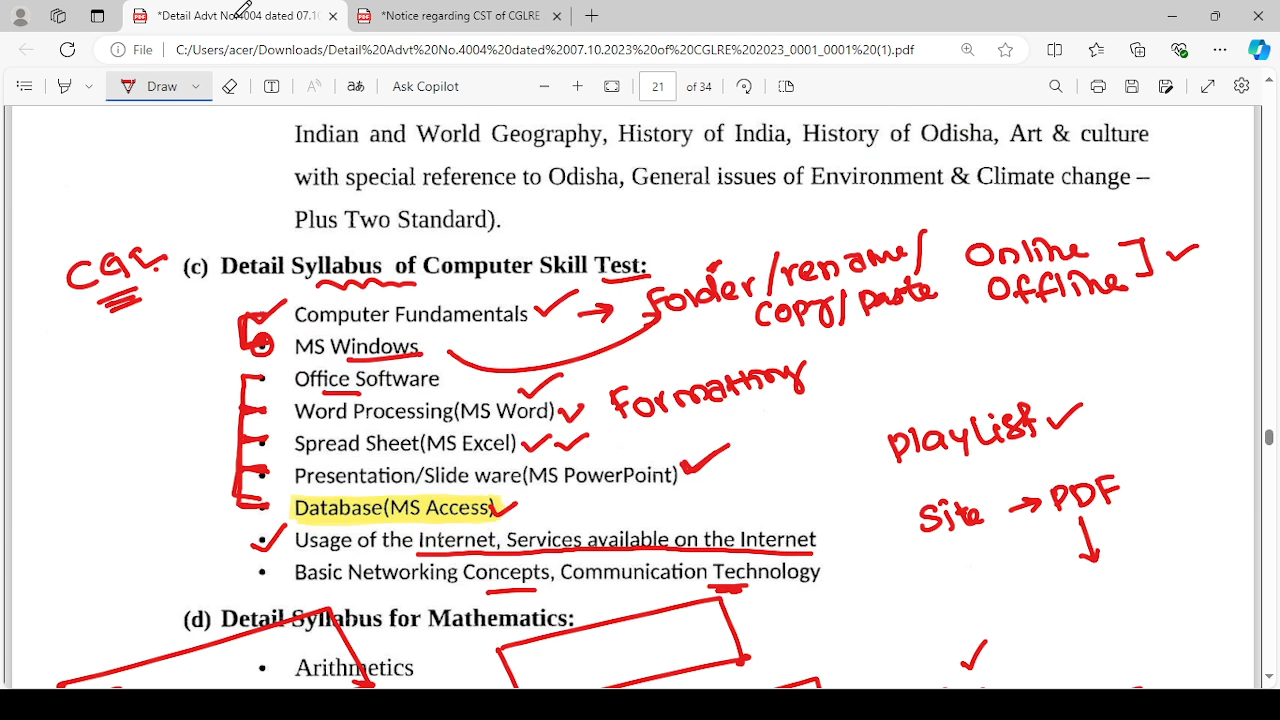 *Detail Advt No.4004 dated 07.10
*Notice regarding CST of CGLRE
File
C:/Users/acer/Downloads/Detail%20Advt%20No.4004%20dated%2007.10.2023%20of%20CGLRE%202023_0001_0001%20(1).pdf
Draw
Ask Copilot
21 of 34
Indian and World Geography, History of India, History of Odisha, Art & culture
with special reference to Odisha, General issues of Environment & Climate change –
Plus Two Standard).
CGL
(c) Detail Syllabus of Computer Skill Test:
Folder/rename/
Copy/Paste
Online
Offline
• Computer Fundamentals
• MS Windows
• Office Software
• Word Processing(MS Word)
Formatting
• Spread Sheet(MS Excel)
Playlist
• Presentation/Slide ware(MS PowerPoint)
• Database(MS Access)
Site → PDF
• Usage of the Internet, Services available on the Internet
• Basic Networking Concepts, Communication Technology
(d) Detail Syllabus for Mathematics:
• Arithmetics